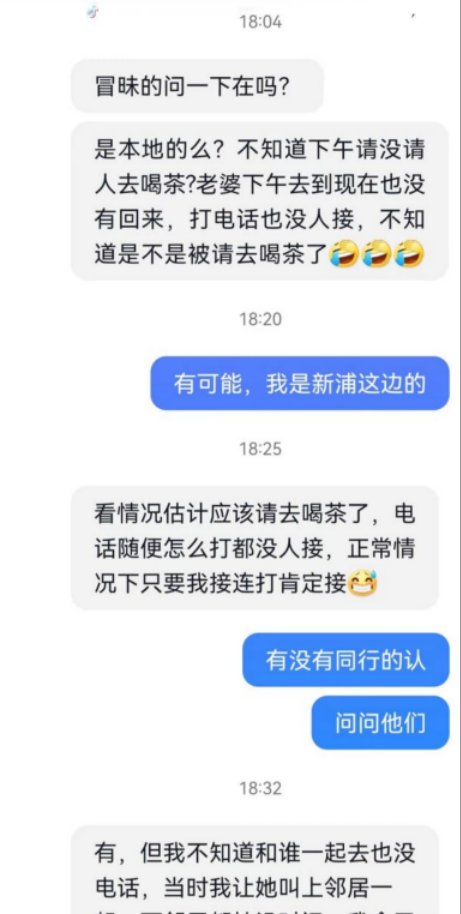 18:04
冒昧的问一下在吗？
是本地的么？不知道下午请没请
人去喝茶?老婆下午去到现在也没
有回来，打电话也没人接，不知
道是不是被请去喝茶了🤣🤣🤣
18:20
有可能，我是新浦这边的
18:25
看情况估计应该请去喝茶了，电
话随便怎么打都没人接，正常情
况下只要我接连打肯定接😅
有没有同行的认
问问他们
18:32
有，但我不知道和谁一起去也没
电话，当时我让她叫上邻居一